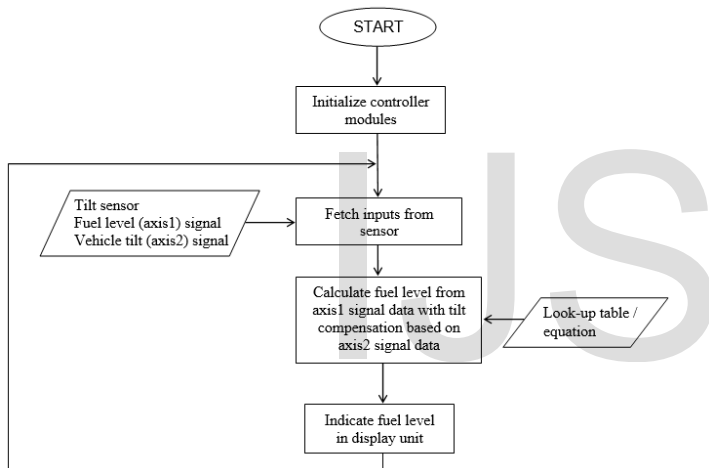 START
Initialize controller
modules
Tilt sensor
Fuel level (axis1) signal
Vehicle tilt (axis2) signal
Fetch inputs from
sensor
Calculate fuel level from
axis1 signal data with tilt
compensation based on
axis2 signal data
Look-up table /
equation
Indicate fuel level
in display unit
IJS